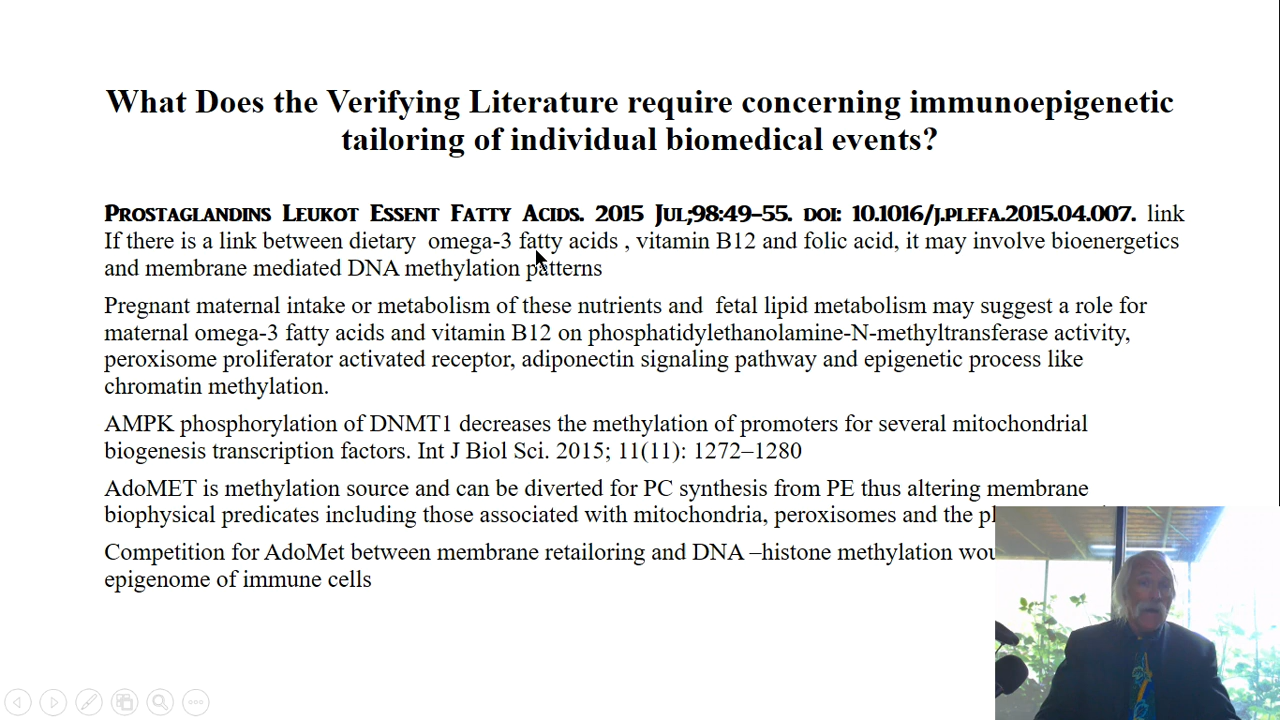 What Does the Verifying Literature require concerning immunoepigenetic
tailoring of individual biomedical events?
Prostaglandins Leukot Essent Fatty Acids. 2015 Jul;98:49–55. doi: 10.1016/j.plefa.2015.04.007. link
If there is a link between dietary omega-3 fatty acids , vitamin B12 and folic acid, it may involve bioenergetics
and membrane mediated DNA methylation patterns
Pregnant maternal intake or metabolism of these nutrients and fetal lipid metabolism may suggest a role for
maternal omega-3 fatty acids and vitamin B12 on phosphatidylethanolamine-N-methyltransferase activity,
peroxisome proliferator activated receptor, adiponectin signaling pathway and epigenetic process like
chromatin methylation.
AMPK phosphorylation of DNMT1 decreases the methylation of promoters for several mitochondrial
biogenesis transcription factors. Int J Biol Sci. 2015; 11(11): 1272–1280
AdoMET is methylation source and can be diverted for PC synthesis from PE thus altering membrane
biophysical predicates including those associated with mitochondria, peroxisomes and the
Competition for AdoMet between membrane retailoring and DNA –histone methylation
epigenome of immune cells